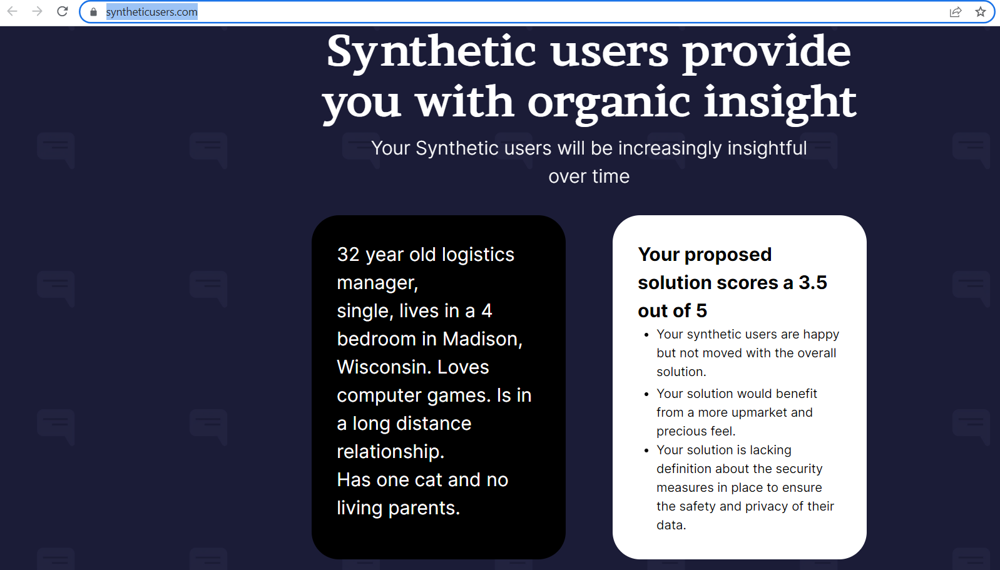 syntheticusers.com
Synthetic users provide
you with organic insight
Your Synthetic users will be increasingly insightful
over time
32 year old logistics
manager,
single, lives in a 4
bedroom in Madison,
Wisconsin. Loves
computer games. Is in
a long distance
relationship.
Has one cat and no
living parents.
Your proposed
solution scores a 3.5
out of 5
• Your synthetic users are happy
but not moved with the overall
solution.
• Your solution would benefit
from a more upmarket and
precious feel.
• Your solution is lacking
definition about the security
measures in place to ensure
the safety and privacy of their
data.